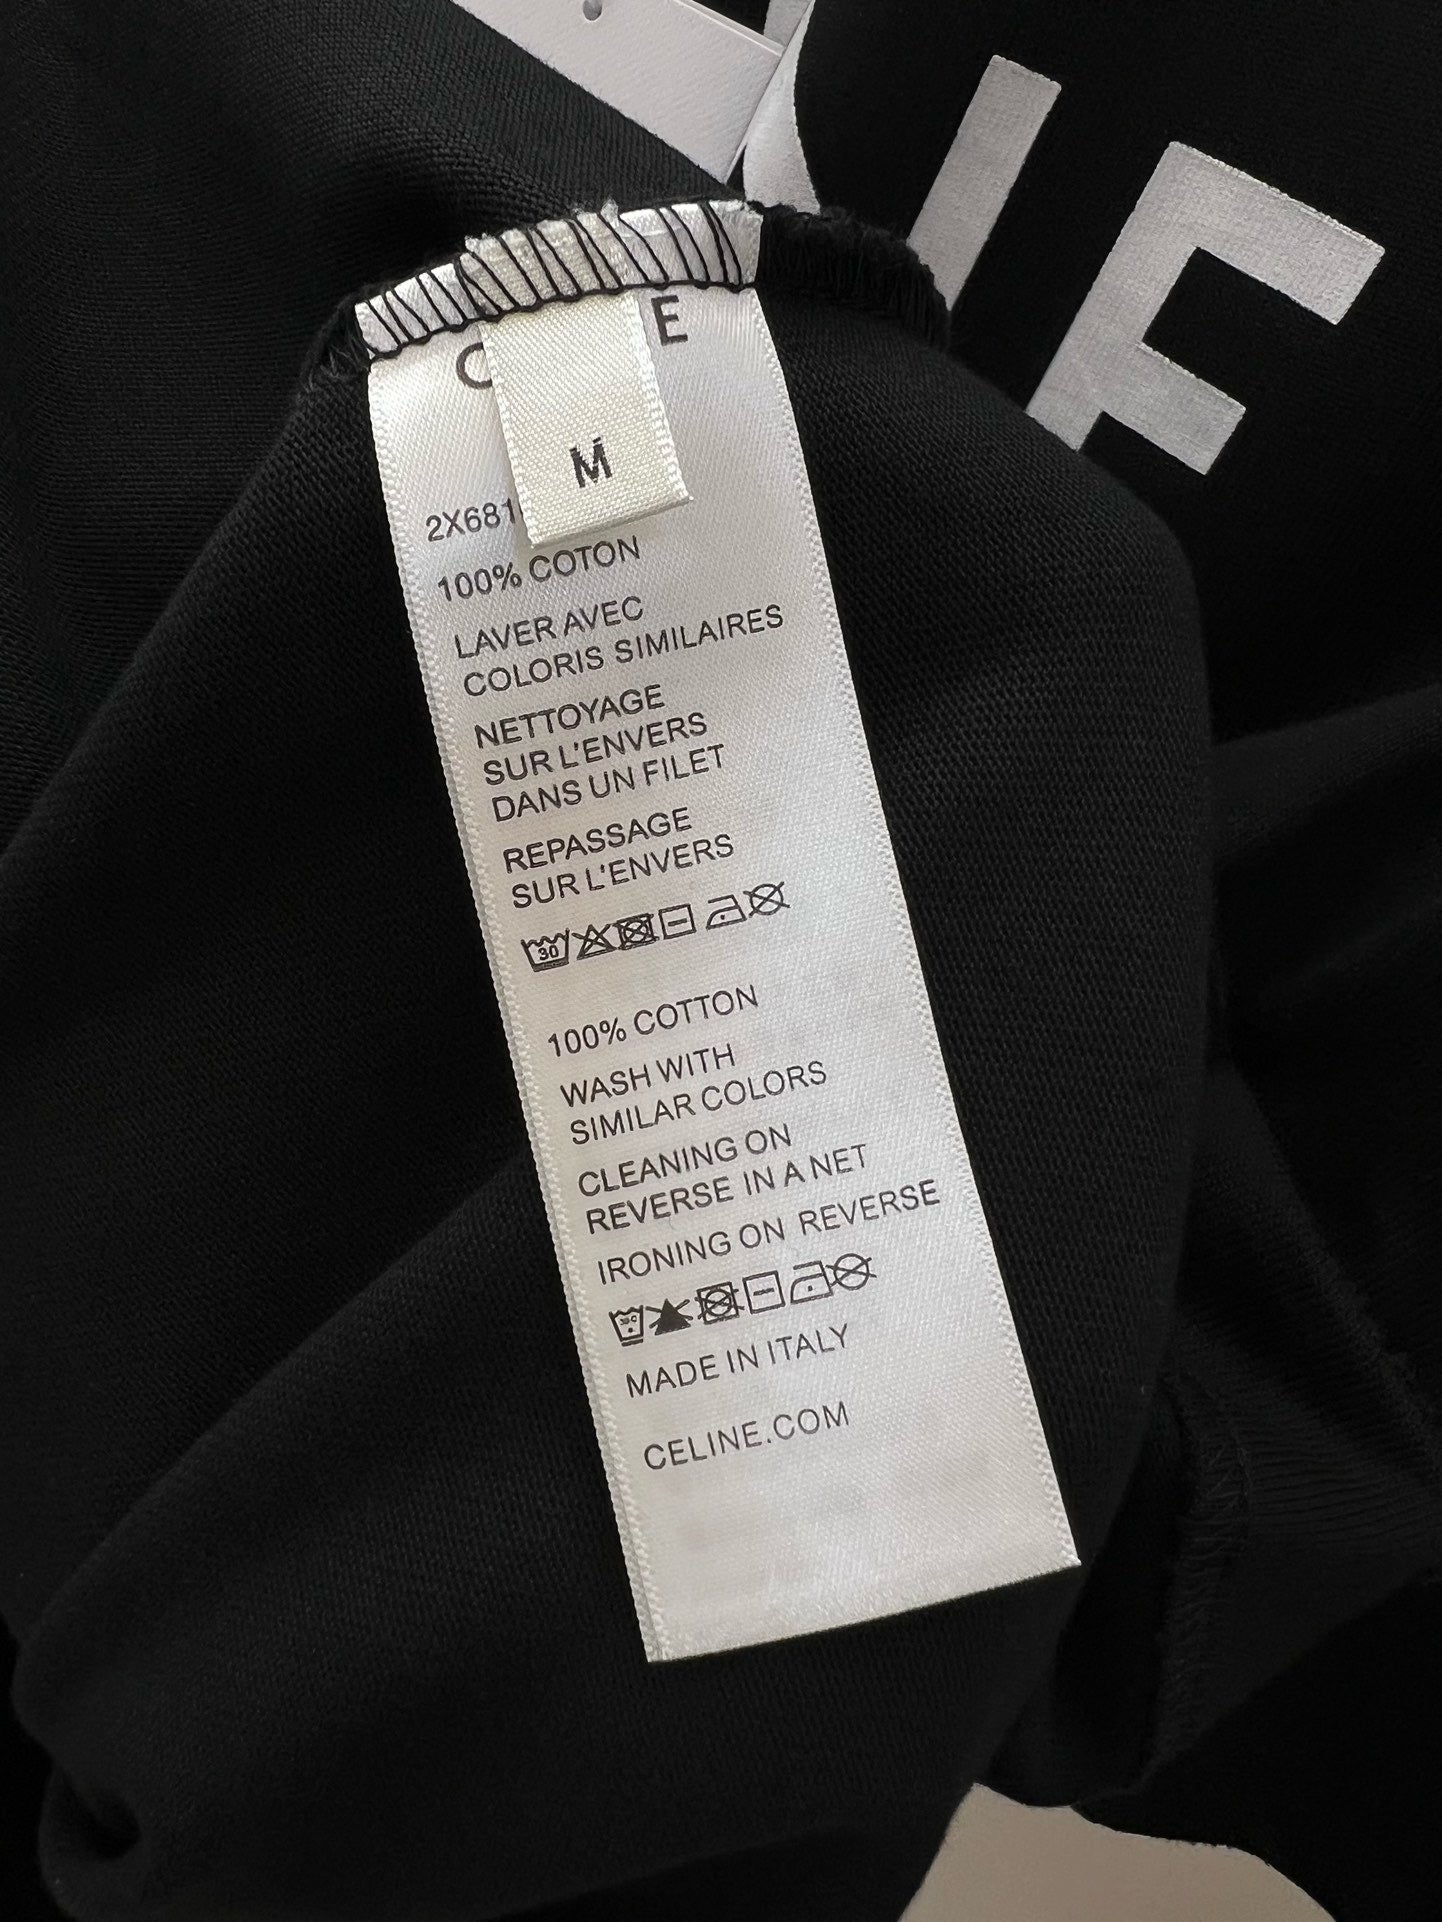 E
M
2X681
100% COTON
LAVER AVEC
COLORIS SIMILAIRES
NETTOYAGE
SUR L'ENVERS
DANS UN FILET
REPASSAGE
SUR L'ENVERS
30
100% COTTON
WASH WITH
SIMILAR COLORS
CLEANING ON
REVERSE IN A NET
IRONING ON REVERSE
MADE IN ITALY
CELINE.COM